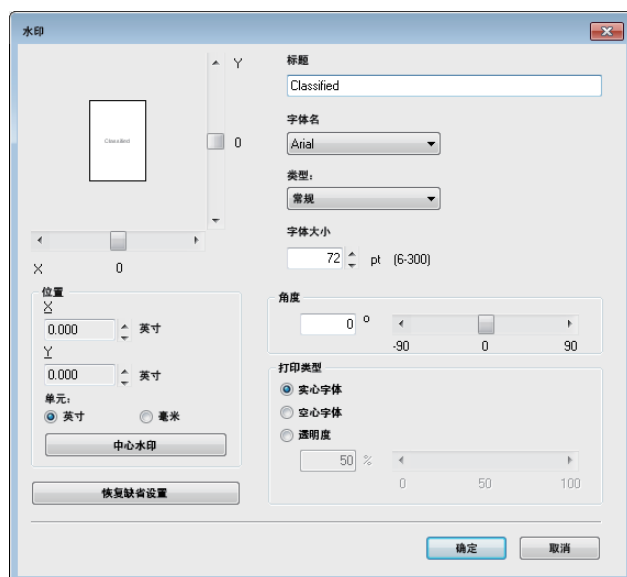 水印
Y
标题
Classified
Classified
字体名
0
Arial
类型:
常规
字体大小
72 pt (6-300)
X 0
位置
X
0.000 英寸
Y
0.000 英寸
单元:
英寸 毫米
中心水印
恢复缺省设置
角度
0 °
-90 0 90
打印类型
实心字体
空心字体
透明度
50 %
0 50 100
确定 取消